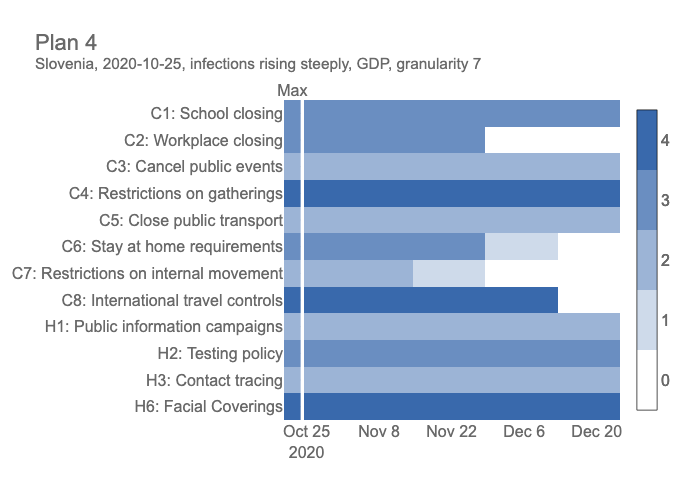 Plan 4
Slovenia, 2020-10-25, infections rising steeply, GDP, granularity 7
Max
C1: School closing
C2: Workplace closing
C3: Cancel public events
C4: Restrictions on gatherings
C5: Close public transport
C6: Stay at home requirements
C7: Restrictions on internal movement
C8: International travel controls
H1: Public information campaigns
H2: Testing policy
H3: Contact tracing
H6: Facial Coverings
Oct 25 Nov 8 Nov 22 Dec 6 Dec 20
2020
4
3
2
1
0